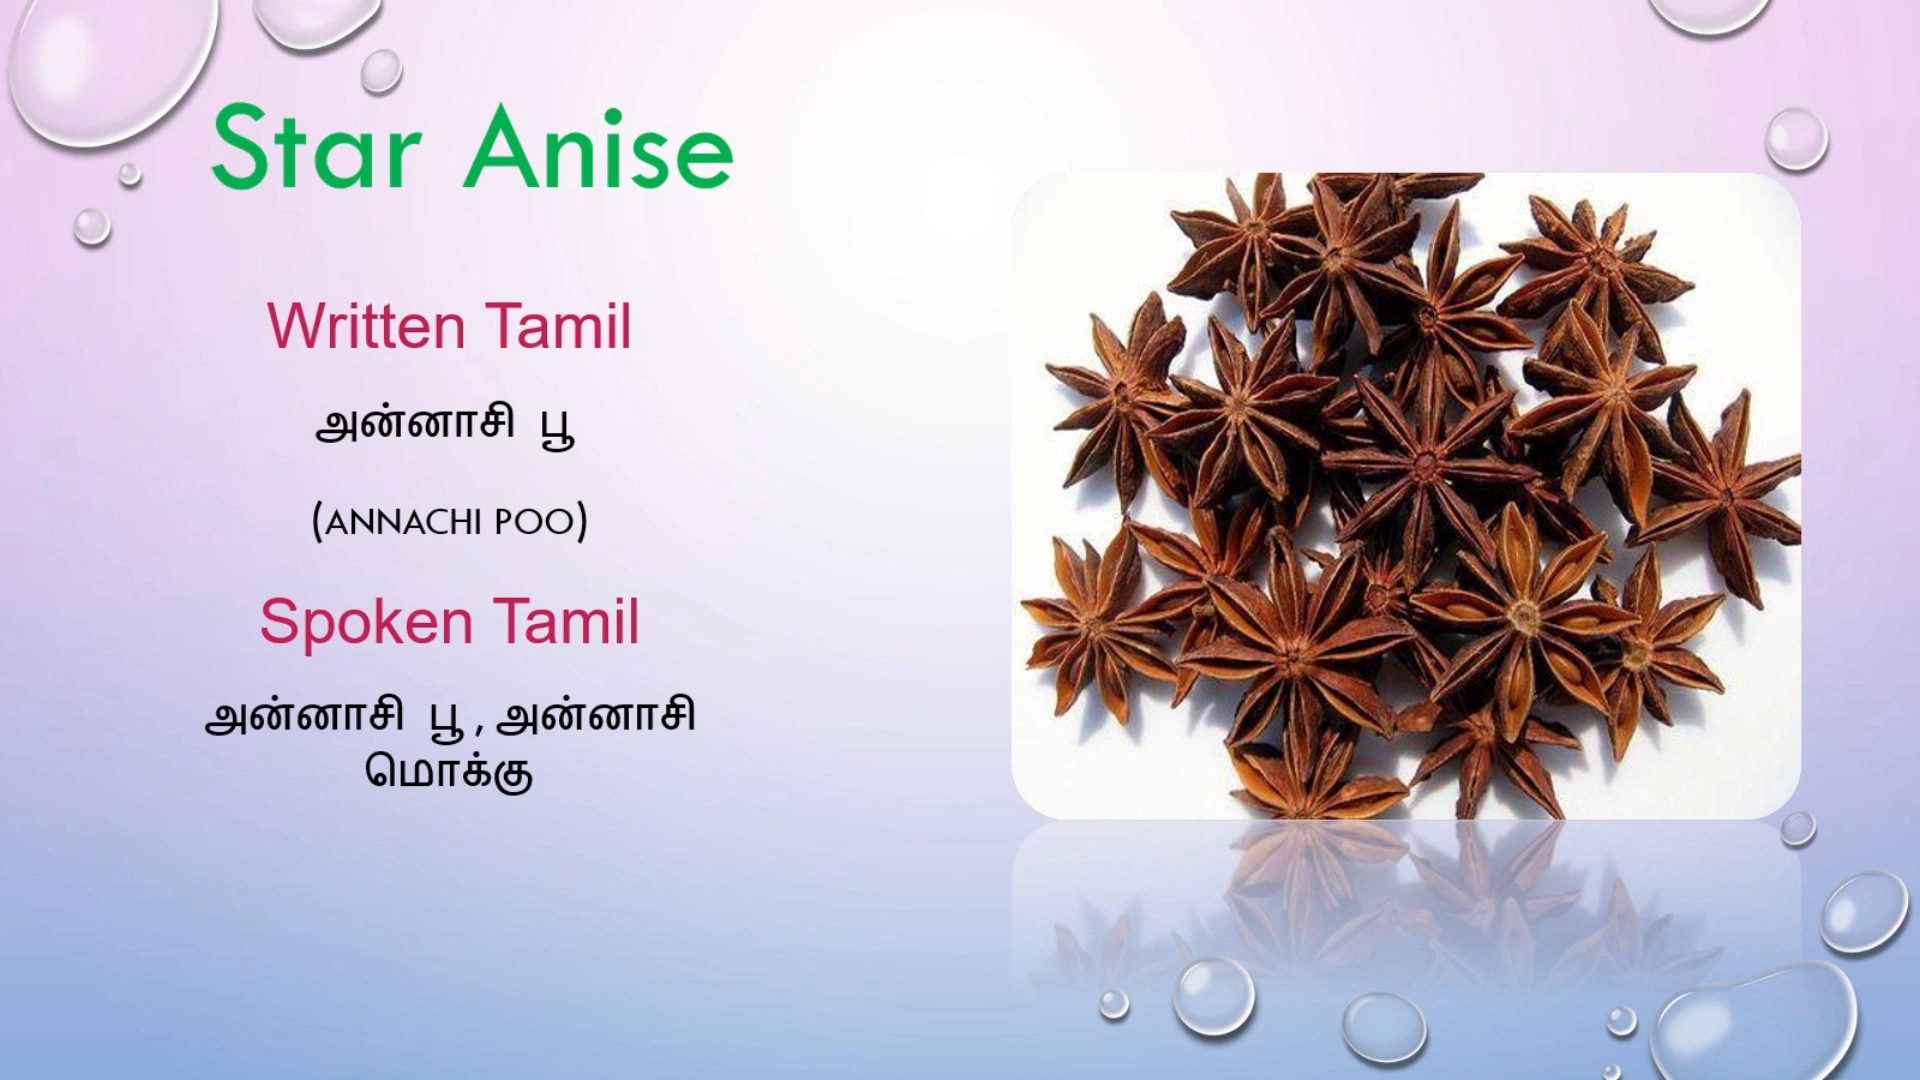 Star Anise
Written Tamil
அன்னாசி பூ
(ANNACHI POO)
Spoken Tamil
அன்னாசி பூ , அன்னாசி
மொக்கு